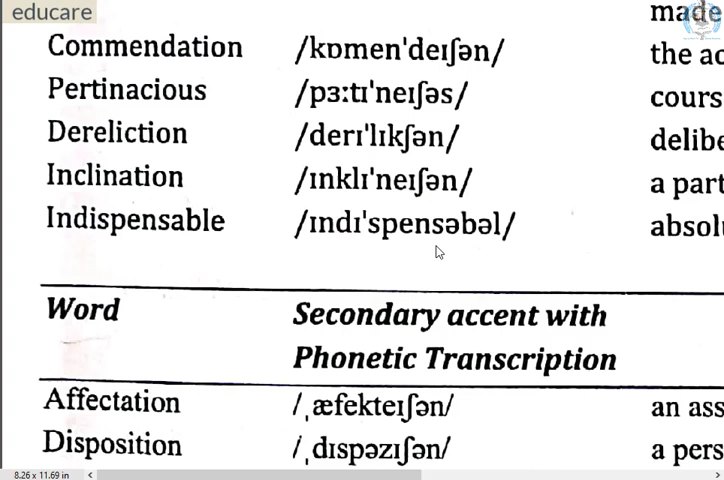 educare
made
Commendation /kɒmen'deɪʃən/ the ac
Pertinacious /pɜːtɪ'neɪʃəs/ cours
Dereliction /derɪ'lɪkʃən/ delibe
Inclination /ɪnklɪ'neɪʃən/ a part
Indispensable /ɪndɪ'spensəbəl/ absolu
Word Secondary accent with
Phonetic Transcription
Affectation /ˌæfekteɪʃən/ an ass
Disposition /ˌdɪspəzɪʃən/ a pers
8.26 x 11.69 in